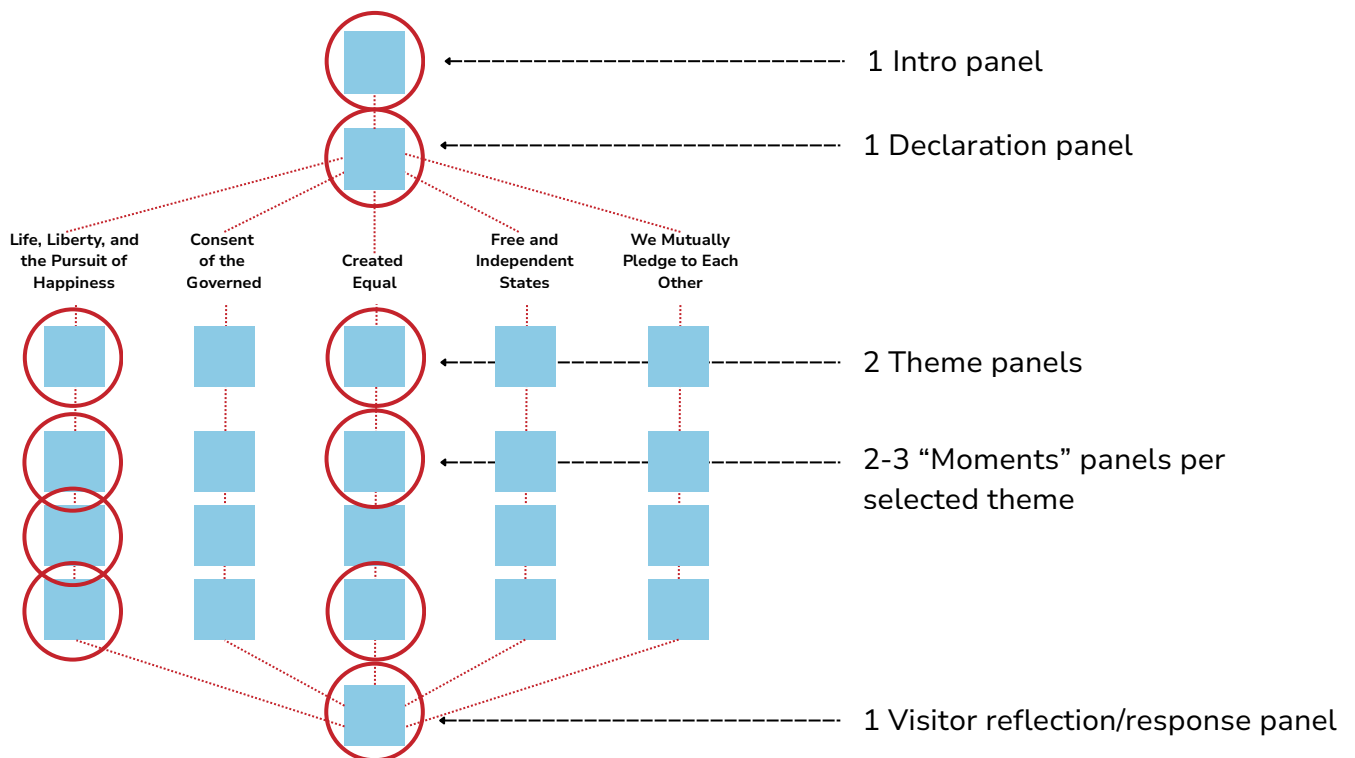 1 Intro panel
1 Declaration panel
Life, Liberty, and
the Pursuit of
Happiness
Consent
of the
Governed
Created
Equal
Free and
Independent
States
We Mutually
Pledge to Each
Other
2 Theme panels
2-3 “Moments” panels per
selected theme
1 Visitor reflection/response panel